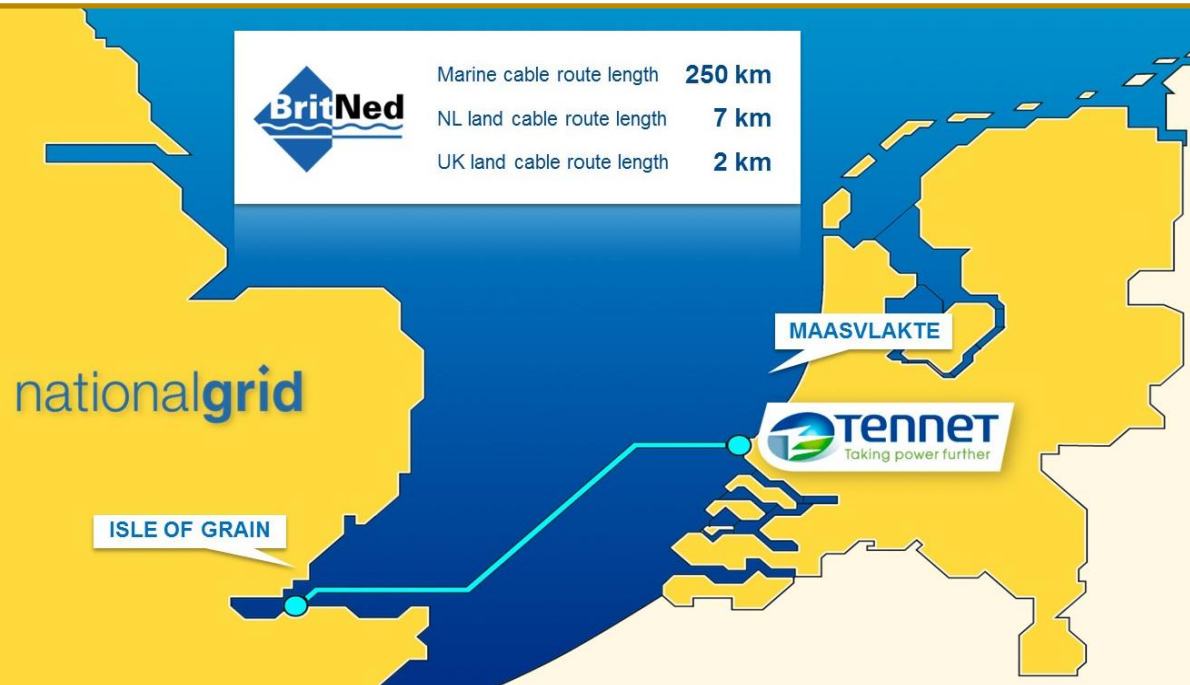 BritNed
Marine cable route length 250 km
NL land cable route length 7 km
UK land cable route length 2 km
MAASVLAKTE
nationalgrid
TenneT
Taking power further
ISLE OF GRAIN